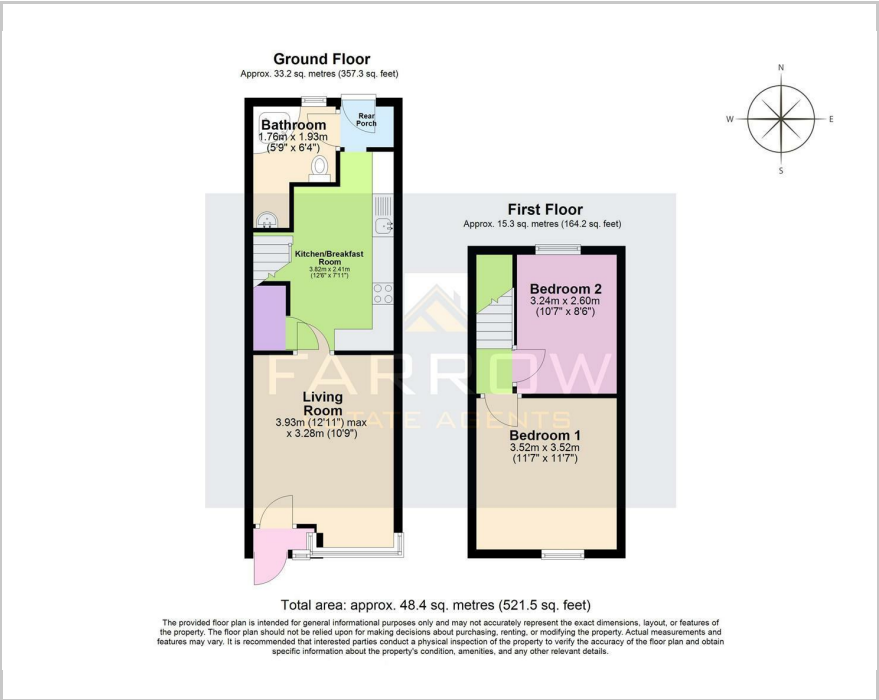 Ground Floor
Approx. 33.2 sq. metres (357.3 sq. feet)
Bathroom
1.76m x 1.93m
(5'9" x 6'4")
Rear
Porch
N
W
E
S
Kitchen/Breakfast
Room
3.82m x 2.41m
(12'6" x 7'11")
First Floor
Approx. 15.3 sq. metres (164.2 sq. feet)
Bedroom 2
3.24m x 2.60m
(10'7" x 8'6")
FARROW
ESTATE AGENTS
Living
Room
3.93m (12'11") max
x 3.28m (10'9")
Bedroom 1
3.52m x 3.52m
(11'7" x 11'7")
Total area: approx. 48.4 sq. metres (521.5 sq. feet)
The provided floor plan is intended for general informational purposes only and may not accurately represent the exact dimensions, layout, or features of
the property. The floor plan should not be relied upon for making decisions about purchasing, renting, or modifying the property. Actual measurements and
features may vary. It is recommended that interested parties conduct a physical inspection of the property to verify the accuracy of the floor plan and obtain
specific information about the property's condition, amenities, and any other relevant details.